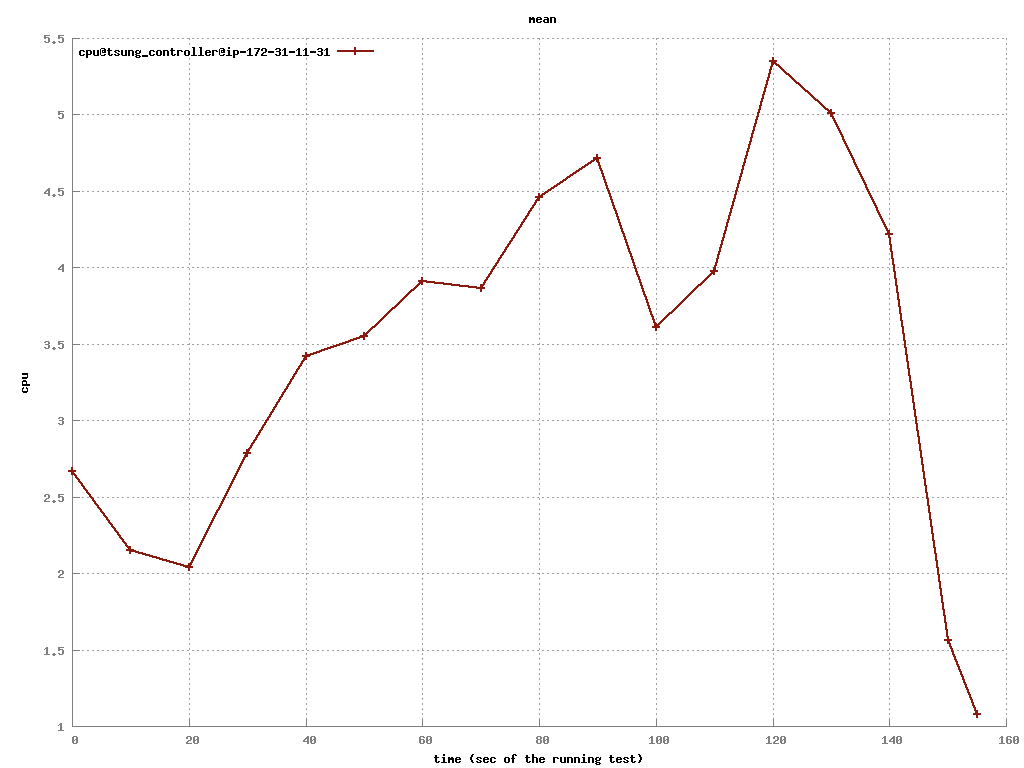 mean
5.5
cpu@tsung_controller@ip-172-31-11-31
5
4.5
4
3.5
cpu
3
2.5
2
1.5
1
0 20 40 60 80 100 120 140 160
time (sec of the running test)